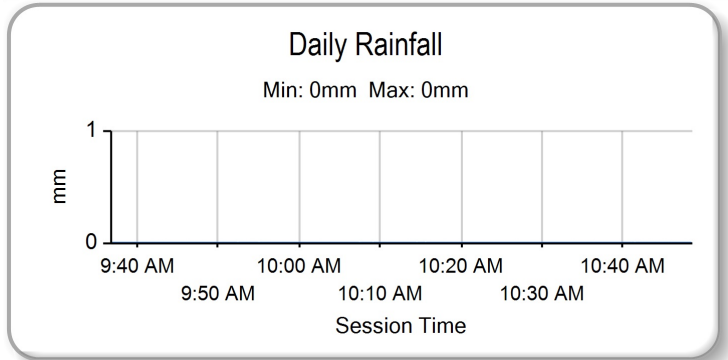 Daily Rainfall
Min: 0mm  Max: 0mm
1
mm
0
9:40 AM 10:00 AM 10:20 AM 10:40 AM
9:50 AM 10:10 AM 10:30 AM
Session Time